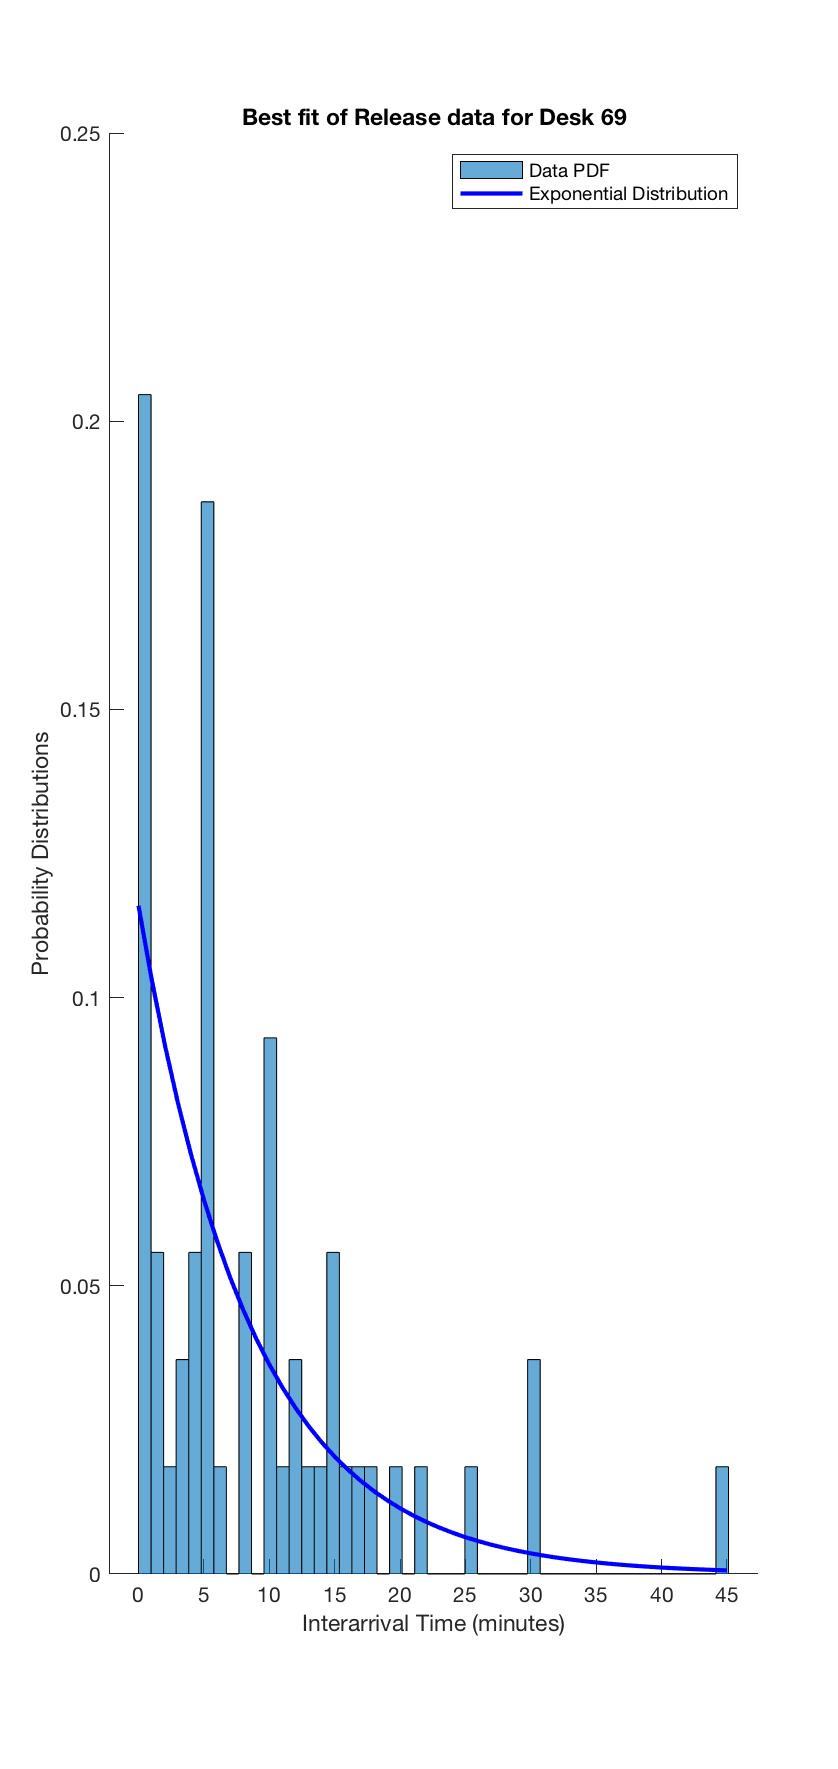 Best fit of Release data for Desk 69
0.25
Data PDF
Exponential Distribution
0.2
0.15
Probability Distributions
0.1
0.05
0
0 5 10 15 20 25 30 35 40 45
Interarrival Time (minutes)